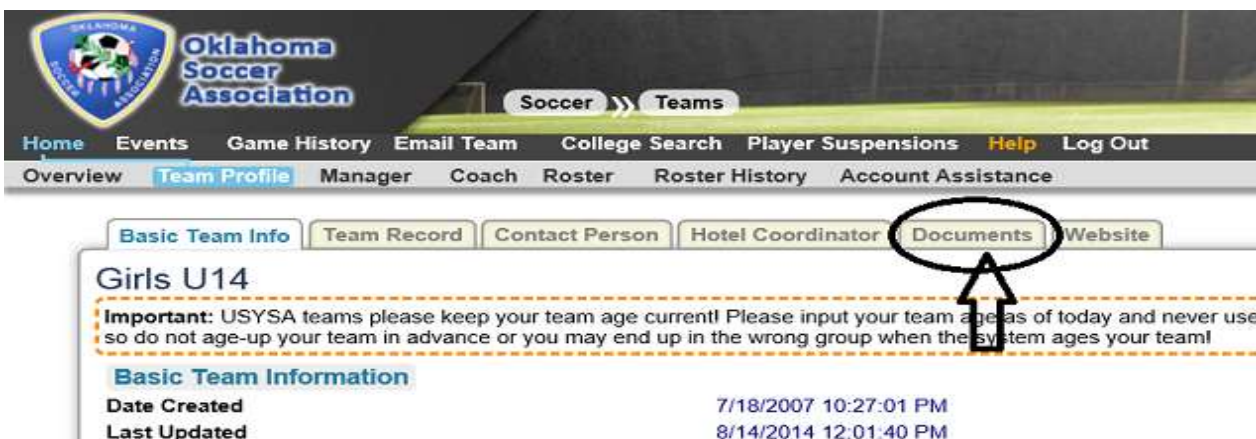 OKLAHOMA
SOCCER ASSOCIATION
Oklahoma
Soccer
Association
Soccer » Teams
Home Events Game History Email Team College Search Player Suspensions Help Log Out
Overview Team Profile Manager Coach Roster Roster History Account Assistance
Basic Team Info Team Record Contact Person Hotel Coordinator Documents Website
Girls U14
Important: USYSA teams please keep your team age current! Please input your team age as of today and never use
so do not age-up your team in advance or you may end up in the wrong group when the system ages your team!
Basic Team Information
Date Created 7/18/2007 10:27:01 PM
Last Updated 8/14/2014 12:01:40 PM